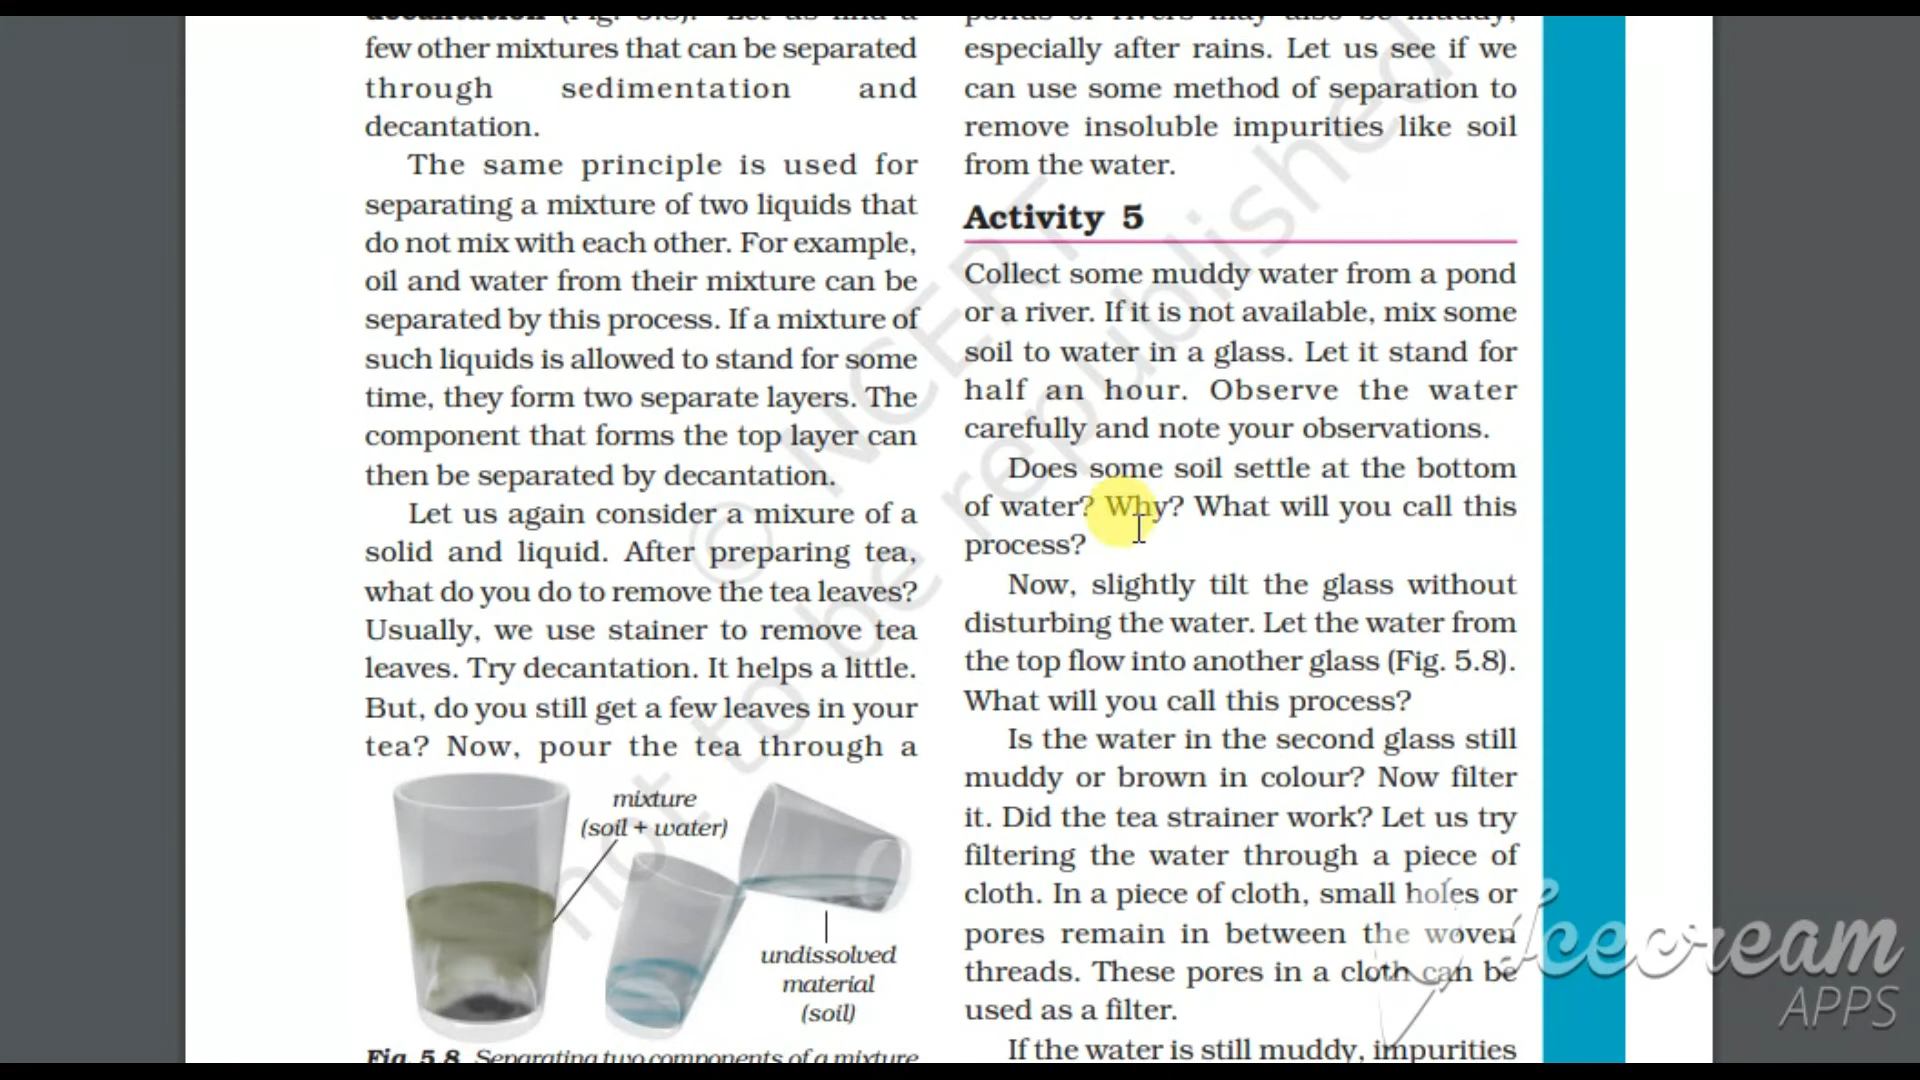 decantation (Fig. 5.8). Let us find a
few other mixtures that can be separated
through sedimentation and
decantation.
The same principle is used for
separating a mixture of two liquids that
do not mix with each other. For example,
oil and water from their mixture can be
separated by this process. If a mixture of
such liquids is allowed to stand for some
time, they form two separate layers. The
component that forms the top layer can
then be separated by decantation.
Let us again consider a mixure of a
solid and liquid. After preparing tea,
what do you do to remove the tea leaves?
Usually, we use stainer to remove tea
leaves. Try decantation. It helps a little.
But, do you still get a few leaves in your
tea? Now, pour the tea through a
mixture
(soil + water)
undissolved
material
(soil)
Fig. 5.8 Separating two components of a mixture
ponds or rivers may also be muddy,
especially after rains. Let us see if we
can use some method of separation to
remove insoluble impurities like soil
from the water.
Activity 5
Collect some muddy water from a pond
or a river. If it is not available, mix some
soil to water in a glass. Let it stand for
half an hour. Observe the water
carefully and note your observations.
Does some soil settle at the bottom
of water? Why? What will you call this
process?
Now, slightly tilt the glass without
disturbing the water. Let the water from
the top flow into another glass (Fig. 5.8).
What will you call this process?
Is the water in the second glass still
muddy or brown in colour? Now filter
it. Did the tea strainer work? Let us try
filtering the water through a piece of
cloth. In a piece of cloth, small holes or
pores remain in between the woven
threads. These pores in a cloth can be
used as a filter.
If the water is still muddy, impurities
© NCERT
not to be republished
Icecream
APPS